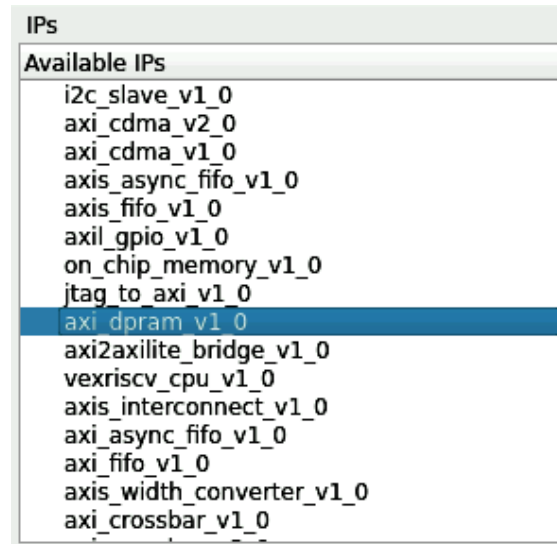 IPs
Available IPs
i2c_slave_v1_0
axi_cdma_v2_0
axi_cdma_v1_0
axis_async_fifo_v1_0
axis_fifo_v1_0
axil_gpio_v1_0
on_chip_memory_v1_0
jtag_to_axi_v1_0
axi_dpram_v1_0
axi2axilite_bridge_v1_0
vexriscv_cpu_v1_0
axis_interconnect_v1_0
axi_async_fifo_v1_0
axi_fifo_v1_0
axis_width_converter_v1_0
axi_crossbar_v1_0